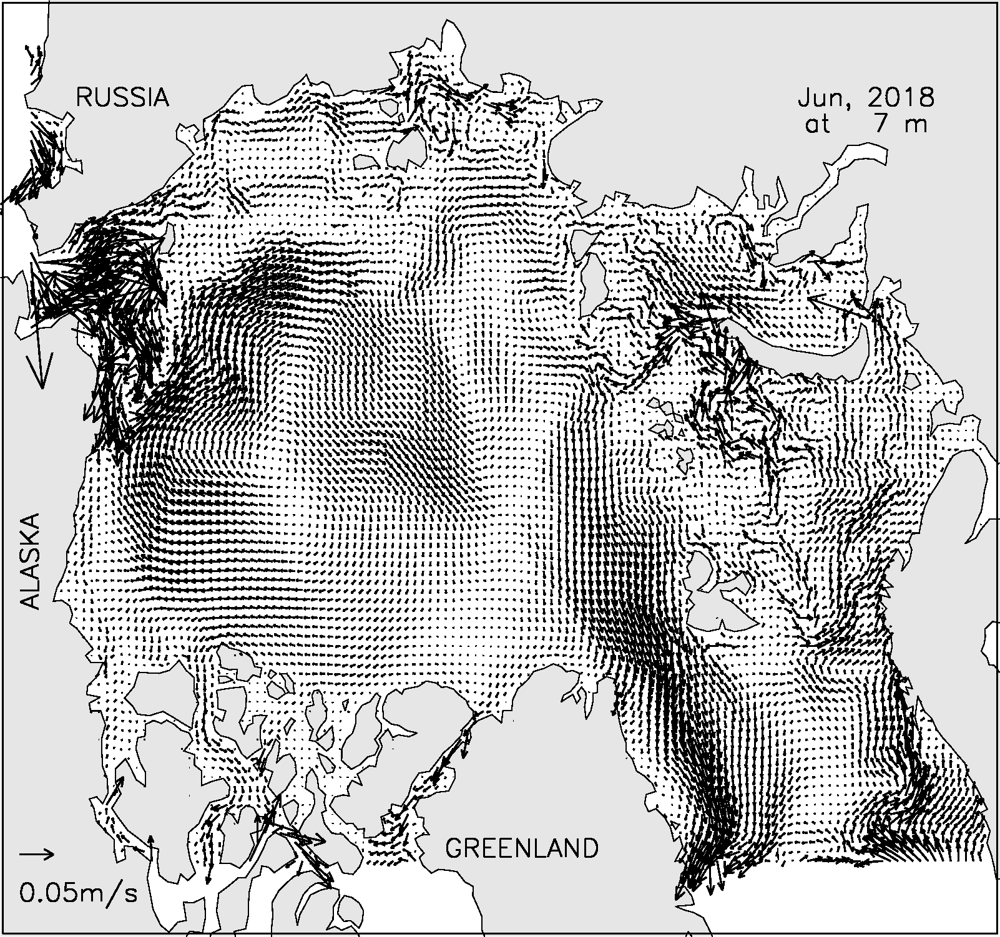 RUSSIA
Jun, 2018
at 7 m
ALASKA
GREENLAND
0.05m/s